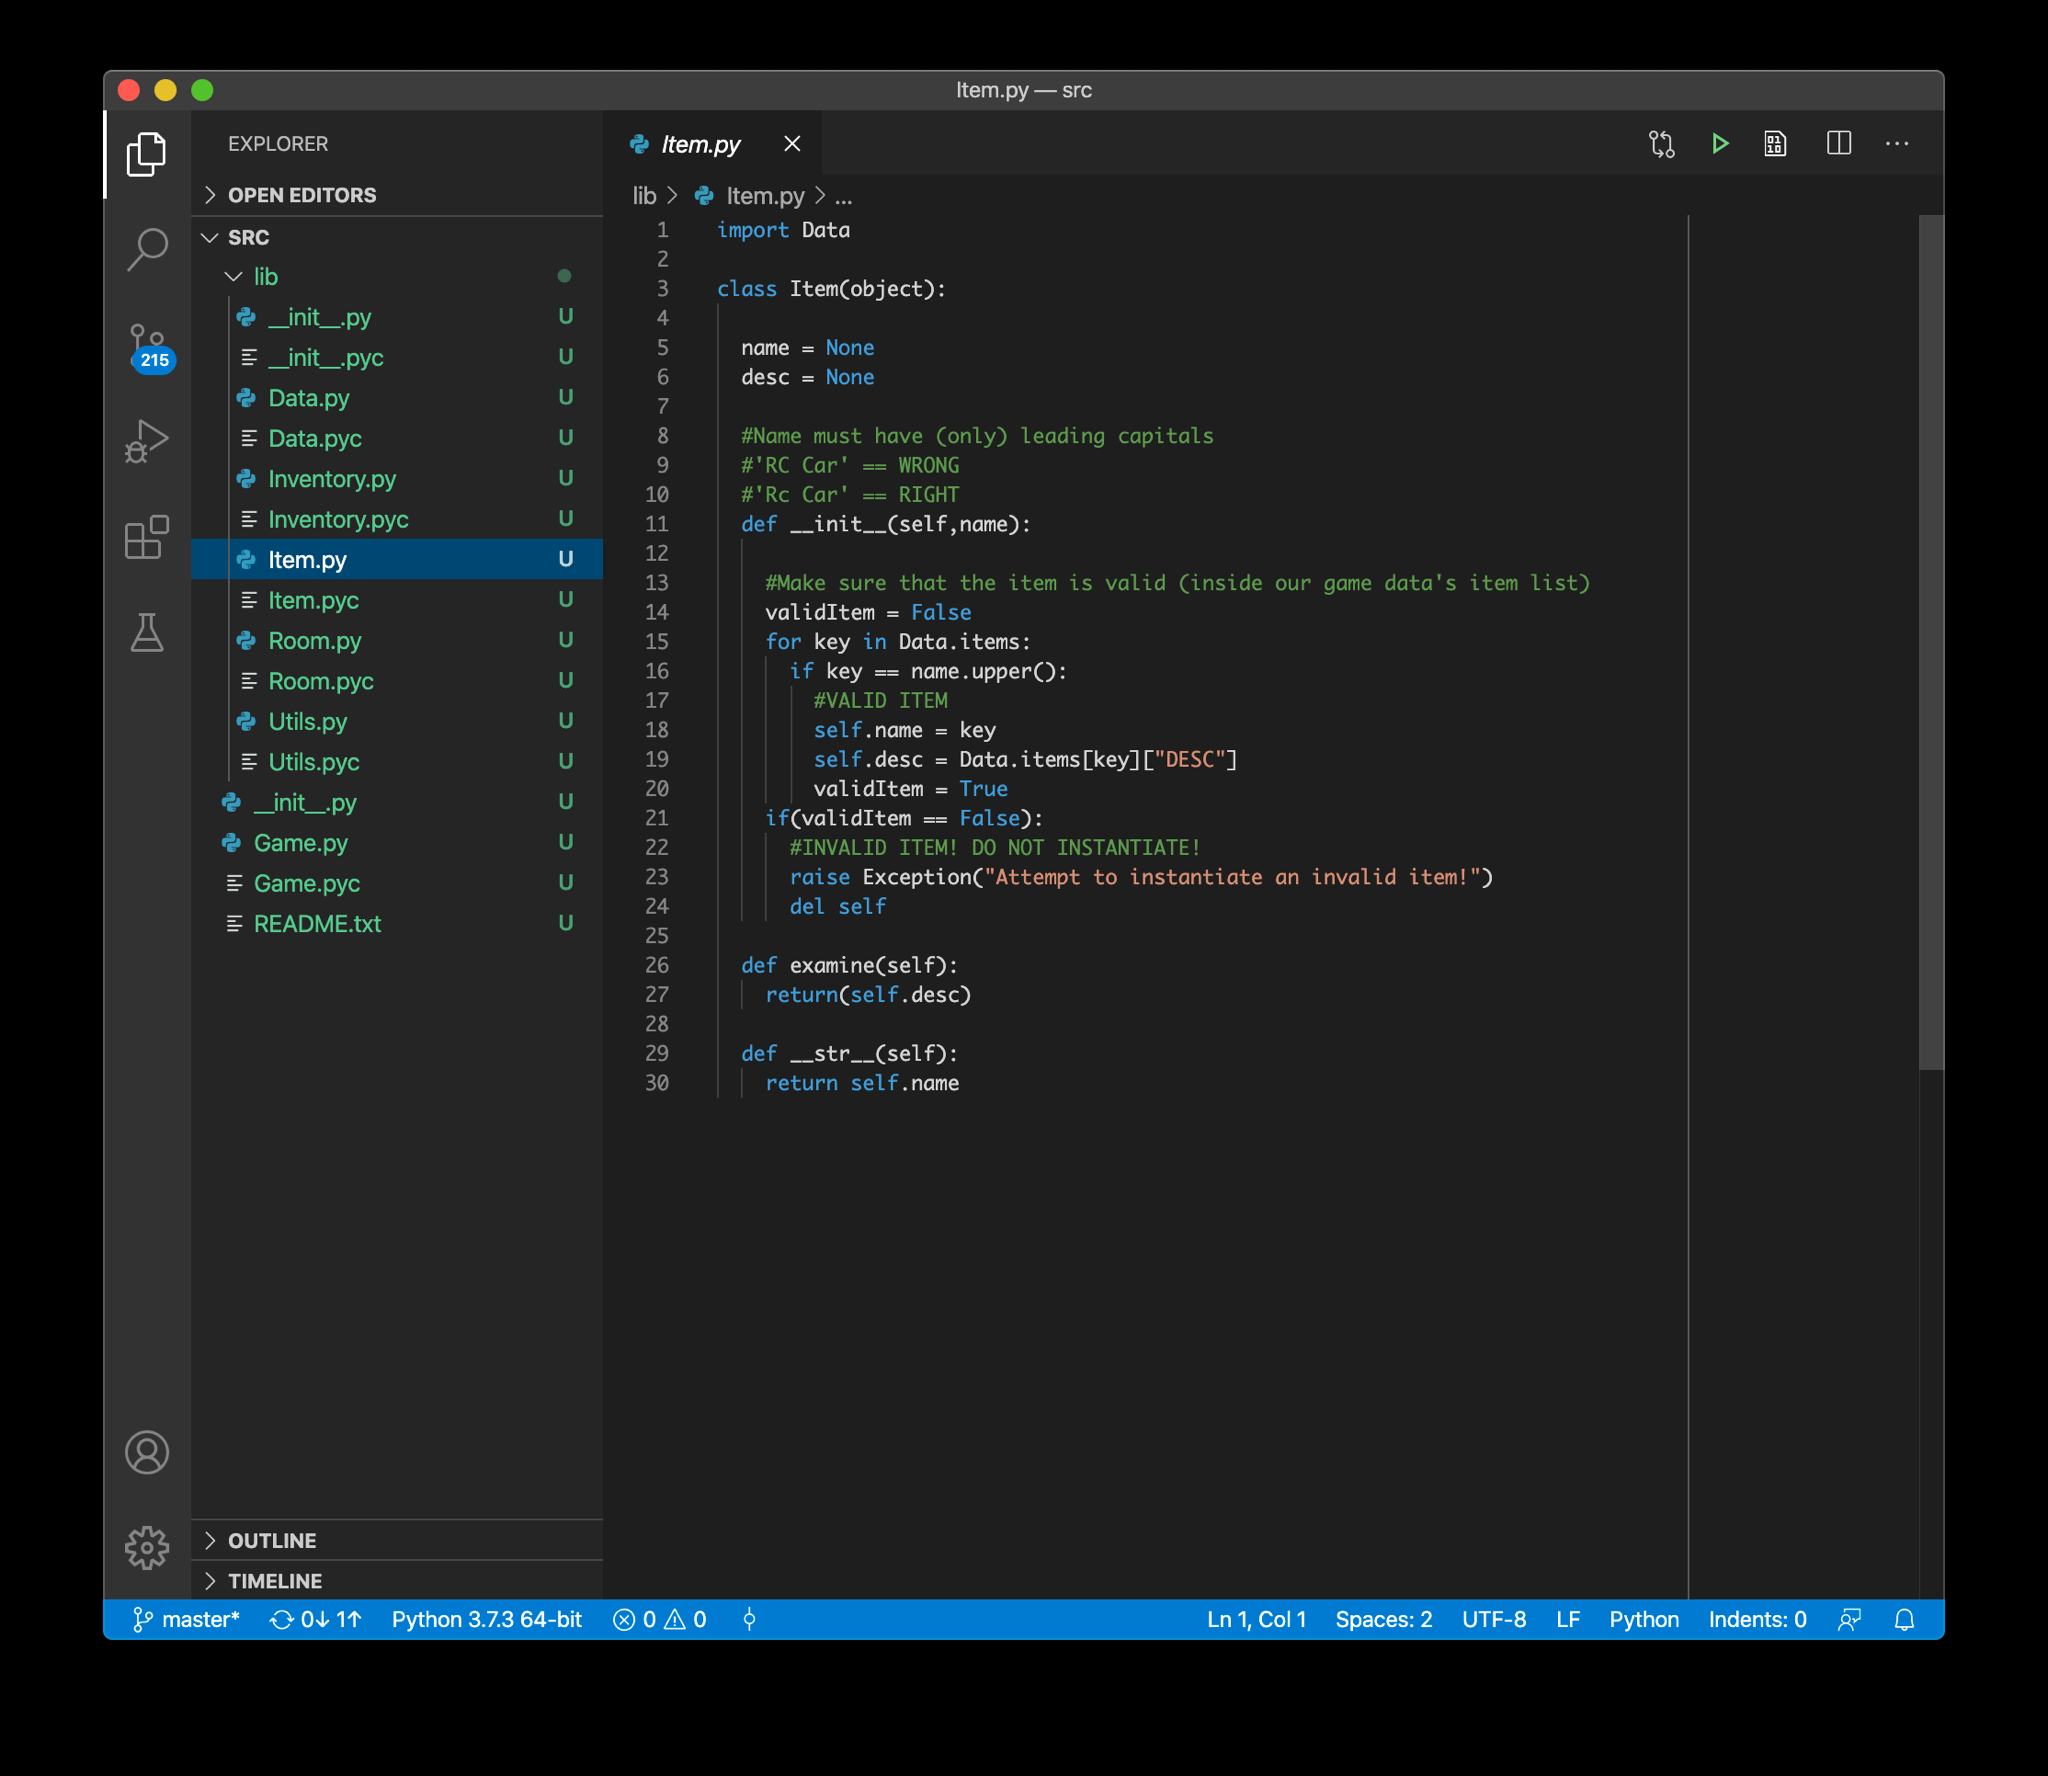 Item.py — src
EXPLORER
OPEN EDITORS
SRC
lib
__init__.py U
__init__.pyc U
Data.py U
Data.pyc U
Inventory.py U
Inventory.pyc U
Item.py U
Item.pyc U
Room.py U
Room.pyc U
Utils.py U
Utils.pyc U
__init__.py U
Game.py U
Game.pyc U
README.txt U
OUTLINE
TIMELINE
215
Item.py
lib > Item.py > ...
1 import Data
2
3 class Item(object):
4
5   name = None
6   desc = None
7
8   #Name must have (only) leading capitals
9   #'RC Car' == WRONG
10   #'Rc Car' == RIGHT
11   def __init__(self,name):
12
13     #Make sure that the item is valid (inside our game data's item list)
14     validItem = False
15     for key in Data.items:
16       if key == name.upper():
17         #VALID ITEM
18         self.name = key
19         self.desc = Data.items[key]["DESC"]
20         validItem = True
21     if(validItem == False):
22       #INVALID ITEM! DO NOT INSTANTIATE!
23       raise Exception("Attempt to instantiate an invalid item!")
24       del self
25
26   def examine(self):
27     return(self.desc)
28
29   def __str__(self):
30     return self.name
master* 0↓ 1↑ Python 3.7.3 64-bit 0 0 Ln 1, Col 1 Spaces: 2 UTF-8 LF Python Indents: 0